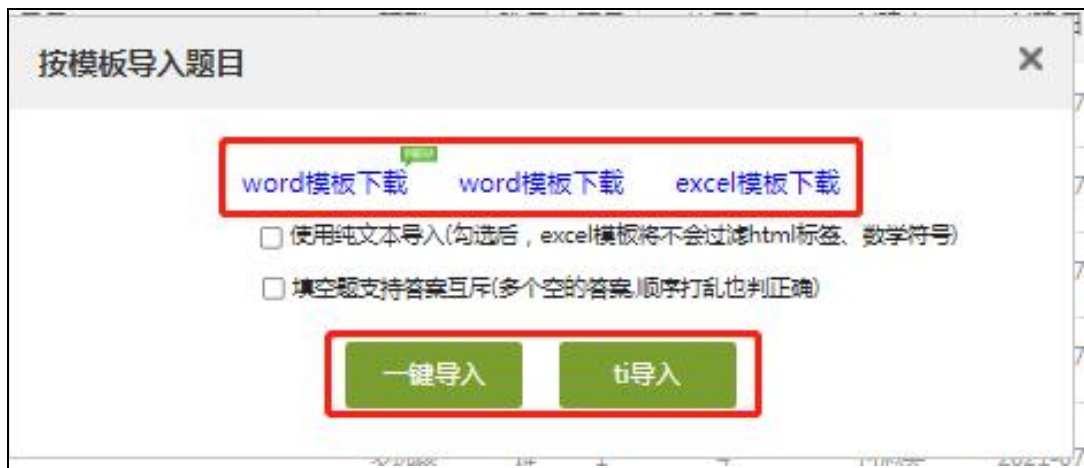 按模板导入题目
word模板下载 word模板下载 excel模板下载
使用纯文本导入(勾选后，excel模板将不会过滤html标签、数学符号)
填空题支持答案互斥(多个空的答案,顺序打乱也判正确)
一键导入 ti导入